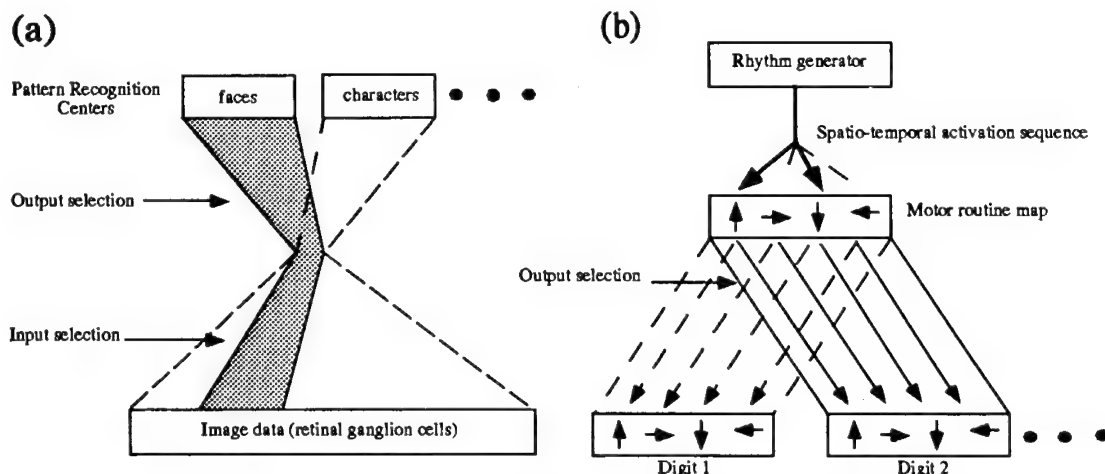 (a)
Pattern Recognition
Centers
faces
characters
Output selection
Input selection
Image data (retinal ganglion cells)
(b)
Rhythm generator
Spatio-temporal activation sequence
Motor routine map
Output selection
Digit 1
Digit 2